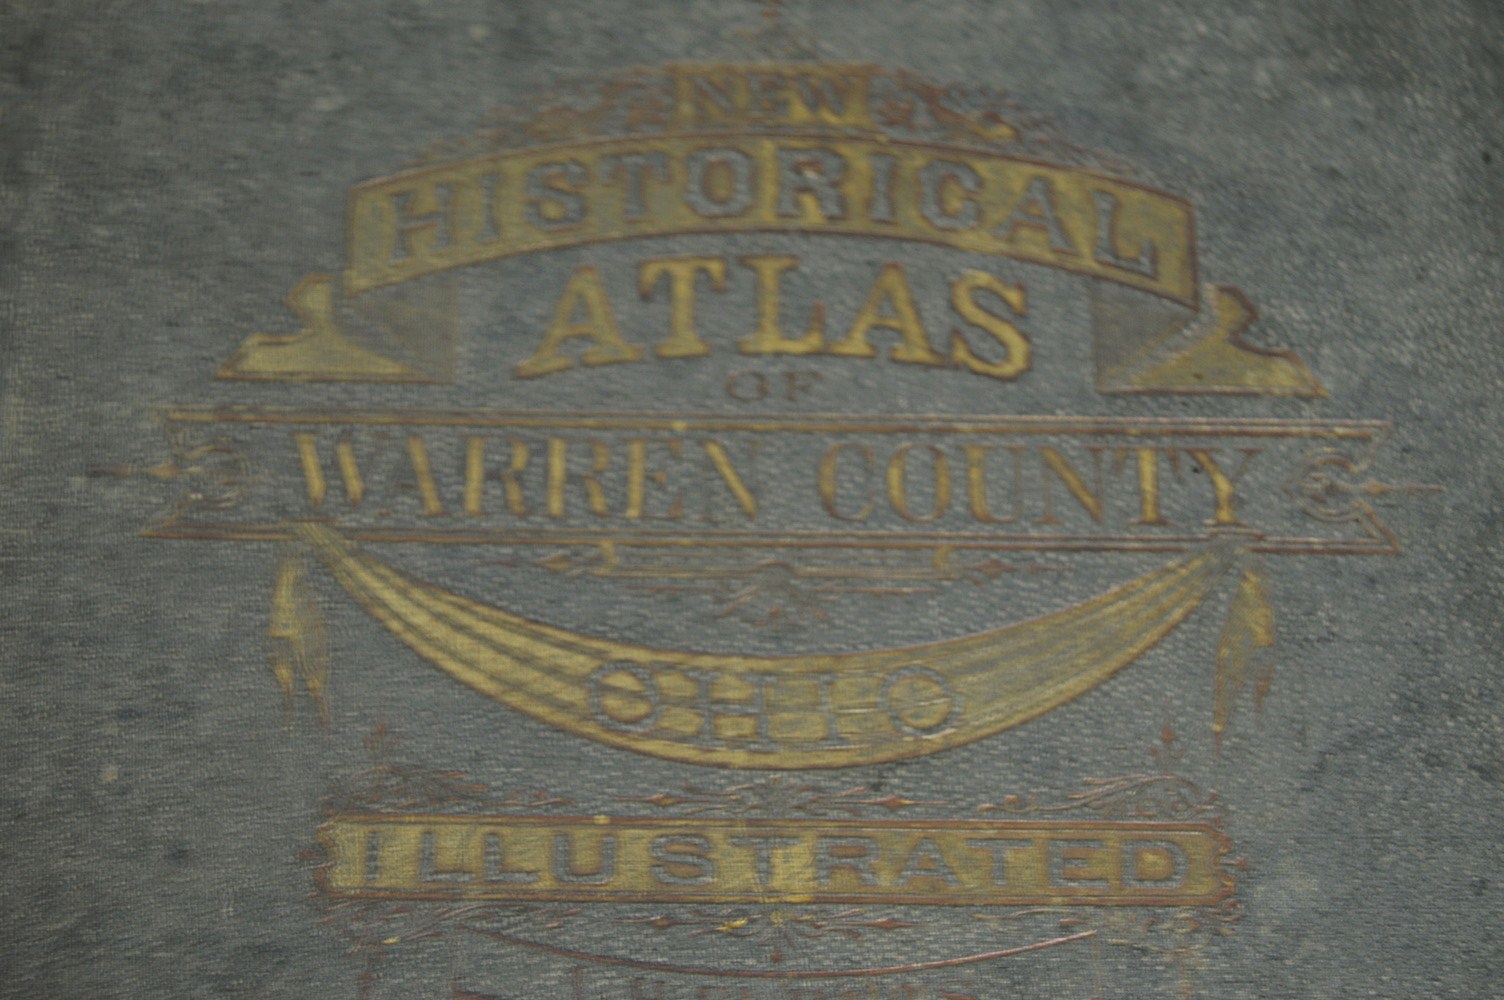 NEW
HISTORICAL
ATLAS
OF
WARREN COUNTY
OHIO
ILLUSTRATED